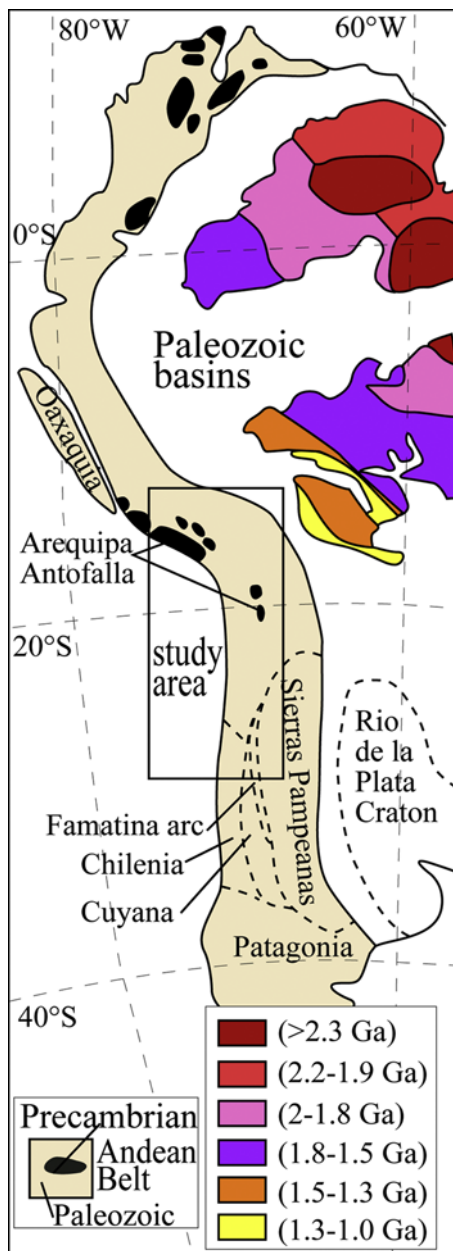 80°W
60°W
0°S
Paleozoic
basins
Oaxaquia
Arequipa
Antofalla
20°S
study
area
Sierras Pampeanas
Rio
de la
Plata
Craton
Famatina arc
Chilenia
Cuyana
Patagonia
40°S
(>2.3 Ga)
(2.2-1.9 Ga)
(2-1.8 Ga)
(1.8-1.5 Ga)
(1.5-1.3 Ga)
(1.3-1.0 Ga)
Precambrian
Andean
Belt
Paleozoic